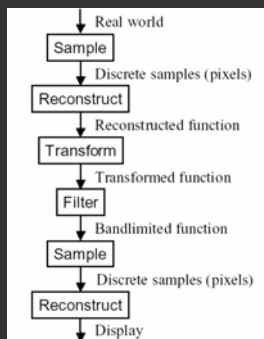 Real world
Sample
Discrete samples (pixels)
Reconstruct
Reconstructed function
Transform
Transformed function
Filter
Bandlimited function
Sample
Discrete samples (pixels)
Reconstruct
Display